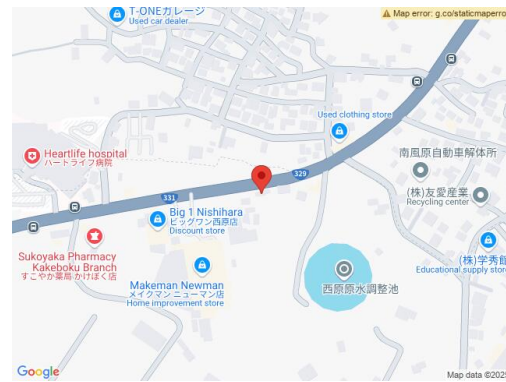 T-ONEガレージ
Used car dealer
Map error: g.co/staticmaperro
Used clothing store
Heartlife hospital
ハートライフ病院
南風原自動車解体所
329
331
(株)友愛産業
Recycling center
Big 1 Nishihara
ビッグワン西原店
Discount store
Sukoyaka Pharmacy
Kakeboku Branch
すこやか薬局 かけぼく店
(株)学秀館
Educational supply store
Makeman Newman
メイクマン ニューマン店
Home improvement store
西原原水調整池
Google
Map data ©2025